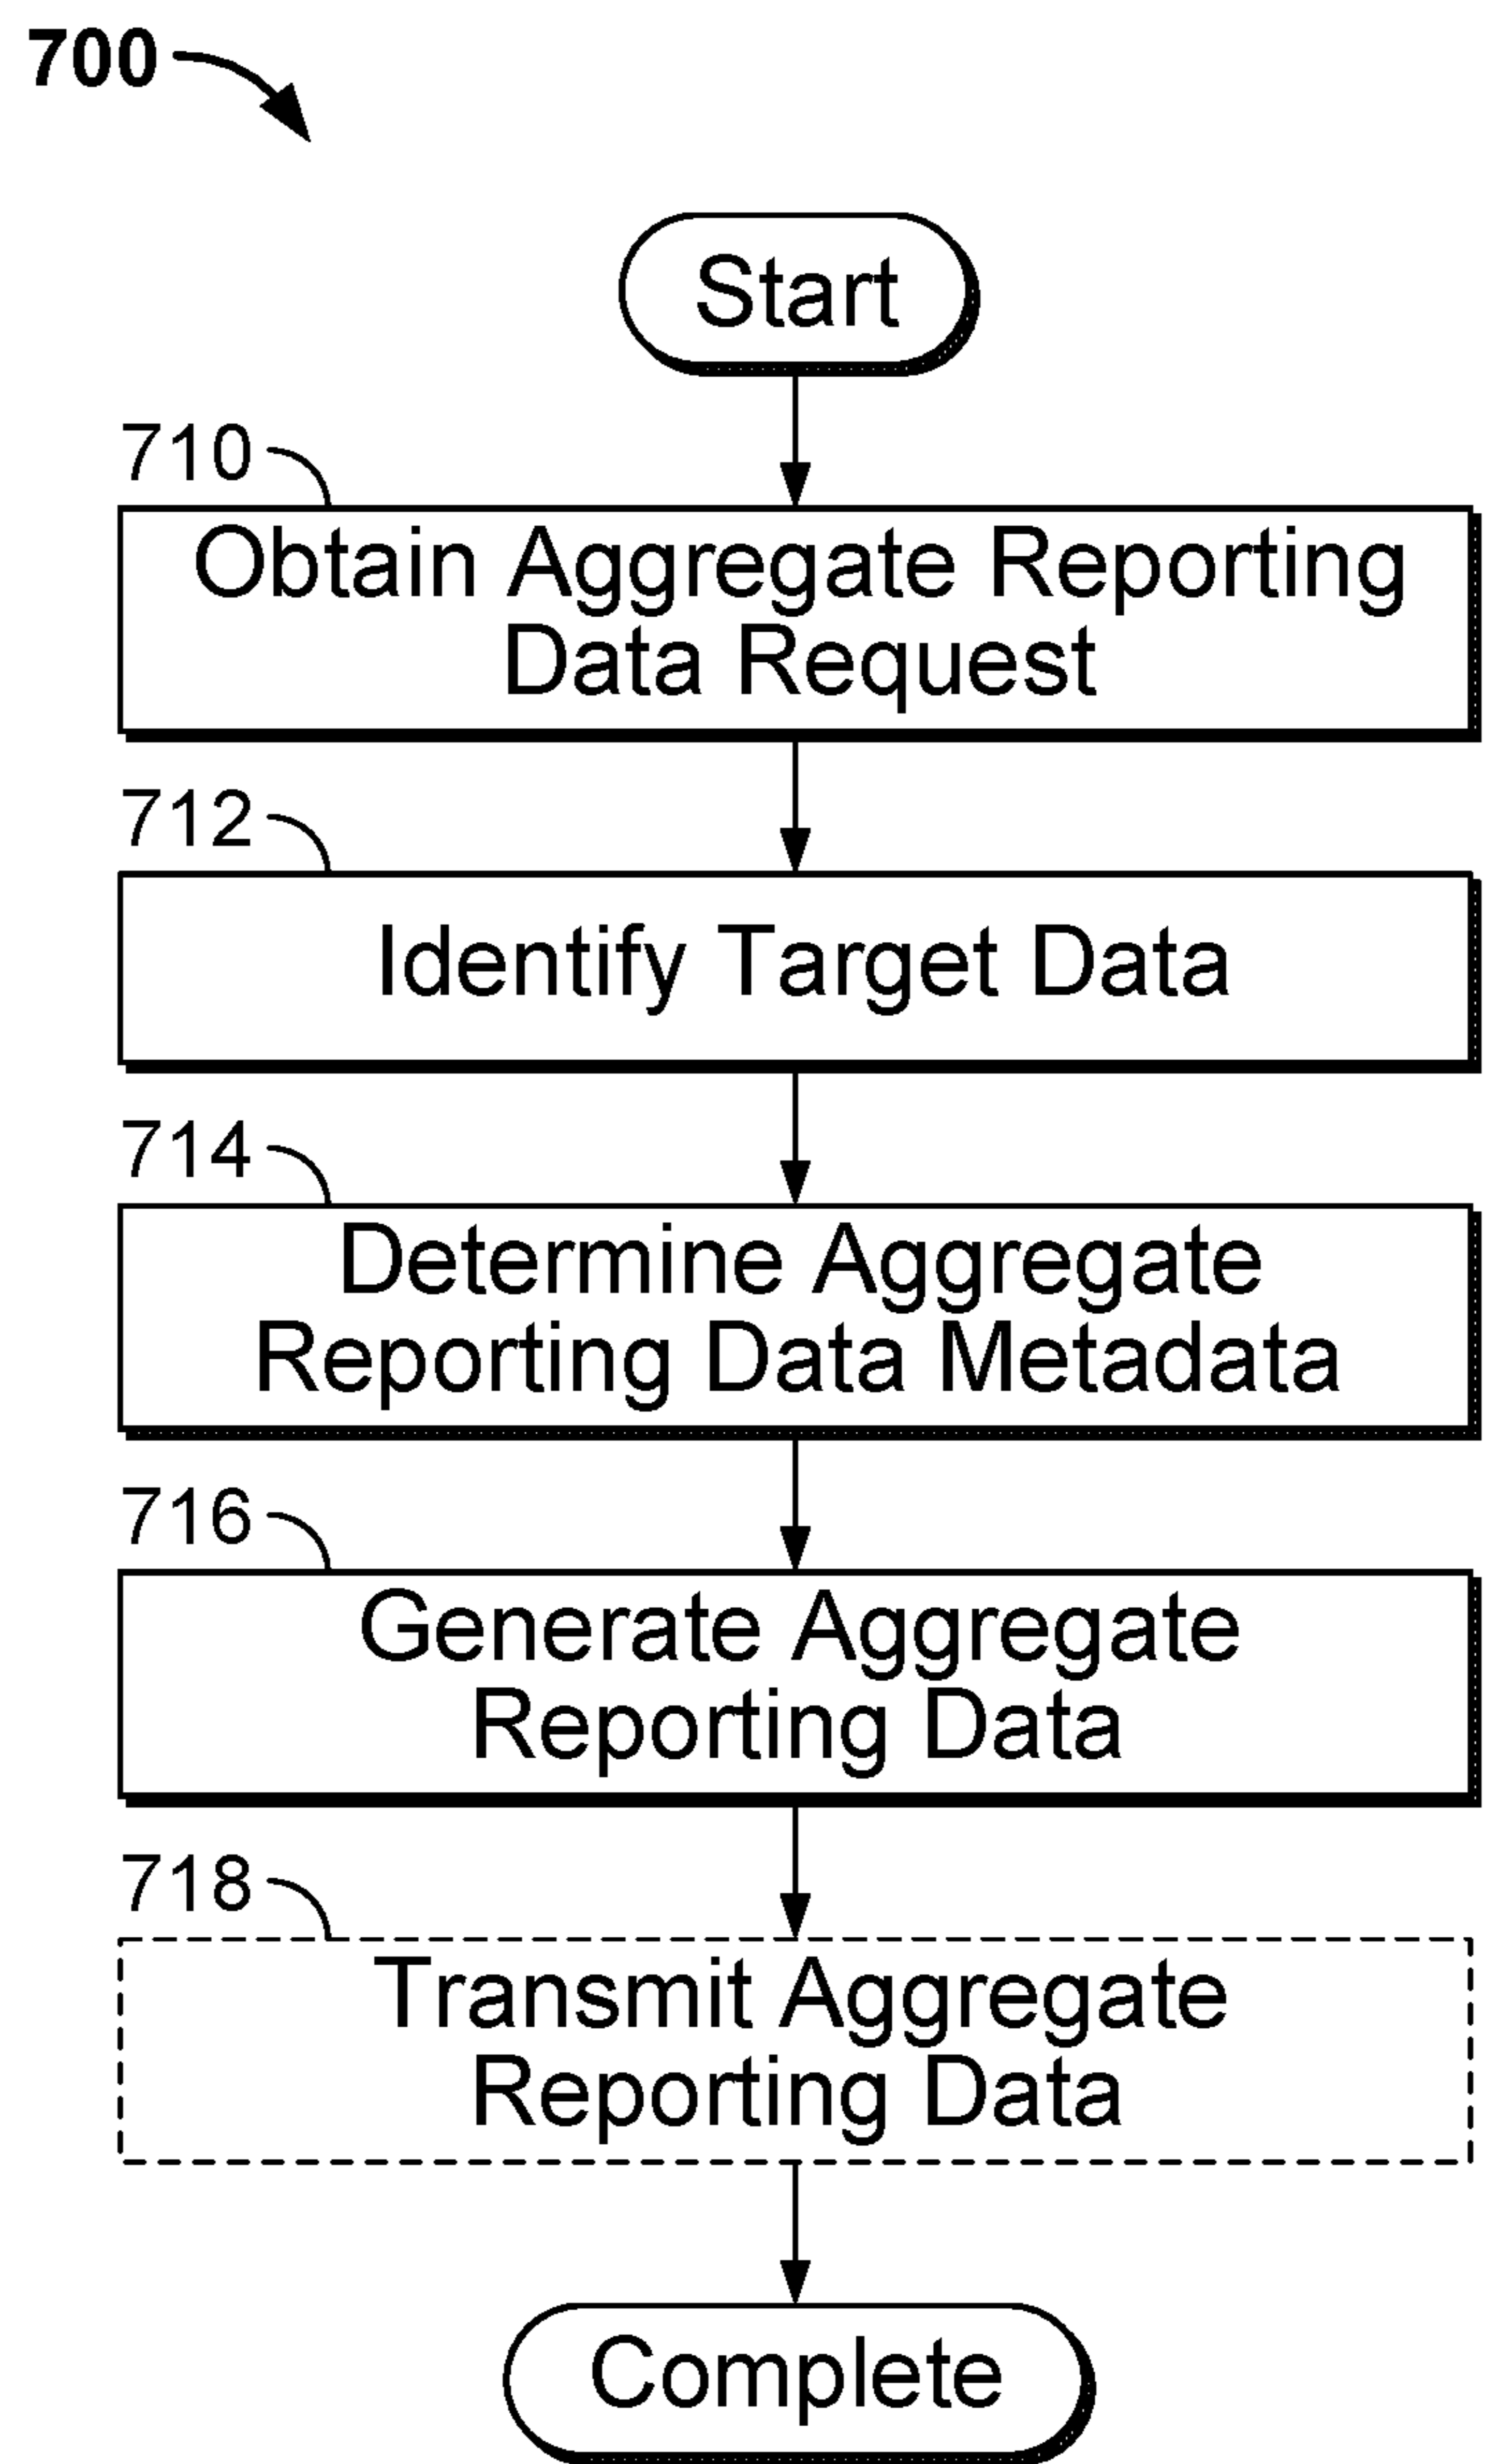 700
Start
710
Obtain Aggregate Reporting
Data Request
712
Identify Target Data
714
Determine Aggregate
Reporting Data Metadata
716
Generate Aggregate
Reporting Data
718
Transmit Aggregate
Reporting Data
Complete